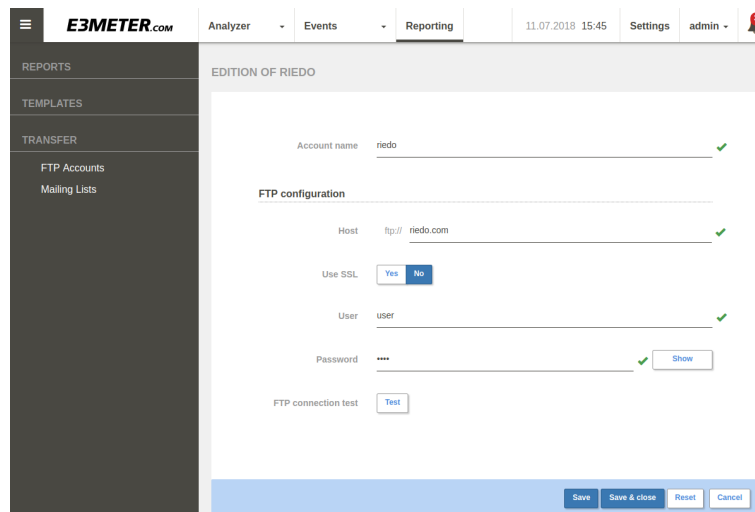 E3METER.COM Analyzer Events Reporting 11.07.2018 15:45 Settings admin
REPORTS
TEMPLATES
TRANSFER
FTP Accounts
Mailing Lists
EDITION OF RIEDO
Account name riedo
FTP configuration
Host ftp:// riedo.com
Use SSL Yes No
User user
Password •••• Show
FTP connection test Test
Save Save & close Reset Cancel